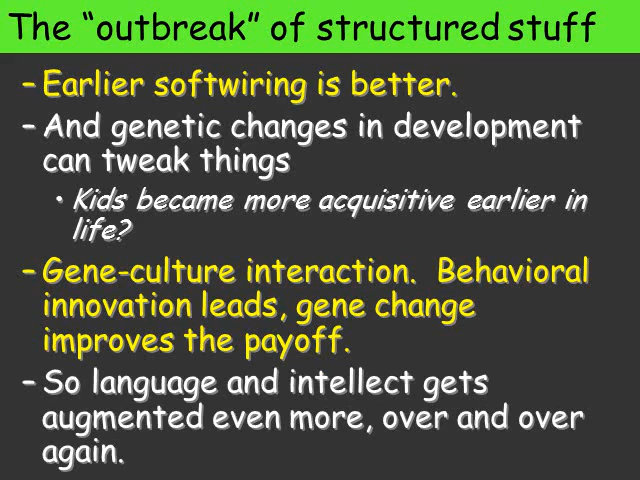 The “outbreak” of structured stuff
– Earlier softwiring is better.
– And genetic changes in development
can tweak things
• Kids became more acquisitive earlier in
life?
– Gene-culture interaction.  Behavioral
innovation leads, gene change
improves the payoff.
– So language and intellect gets
augmented even more, over and over
again.